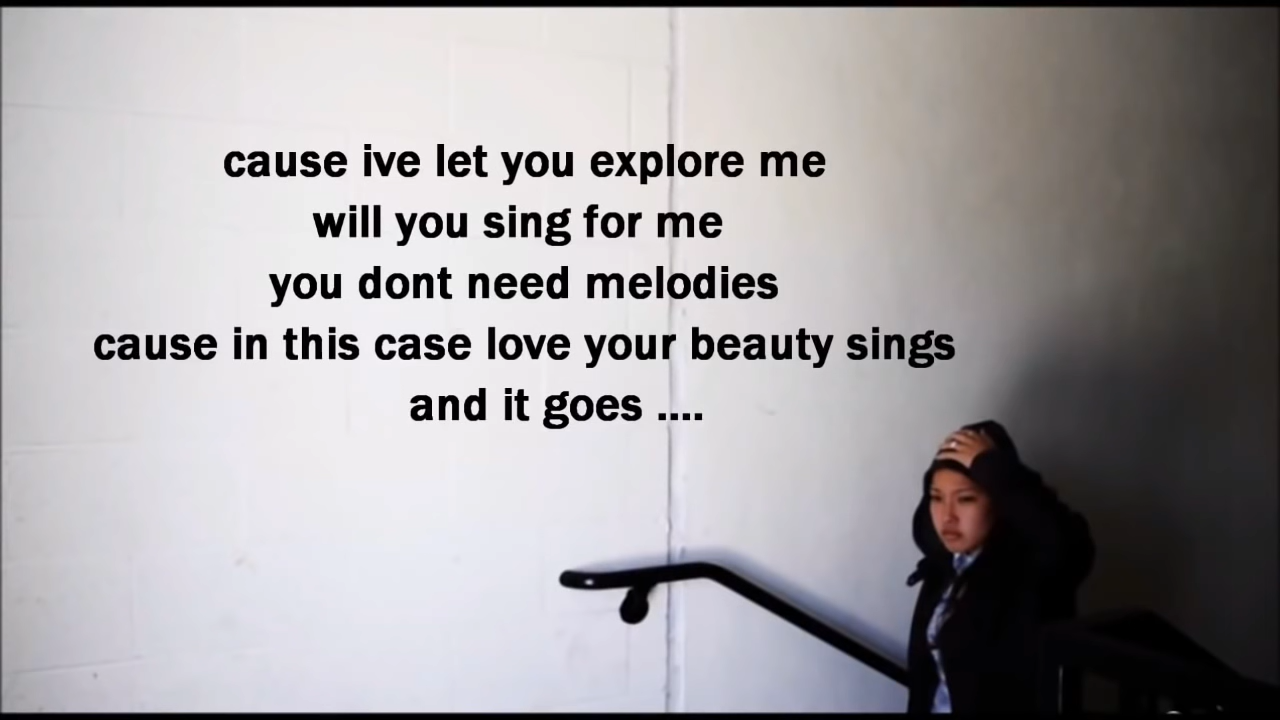 cause ive let you explore me
will you sing for me
you dont need melodies
cause in this case love your beauty sings
and it goes ....